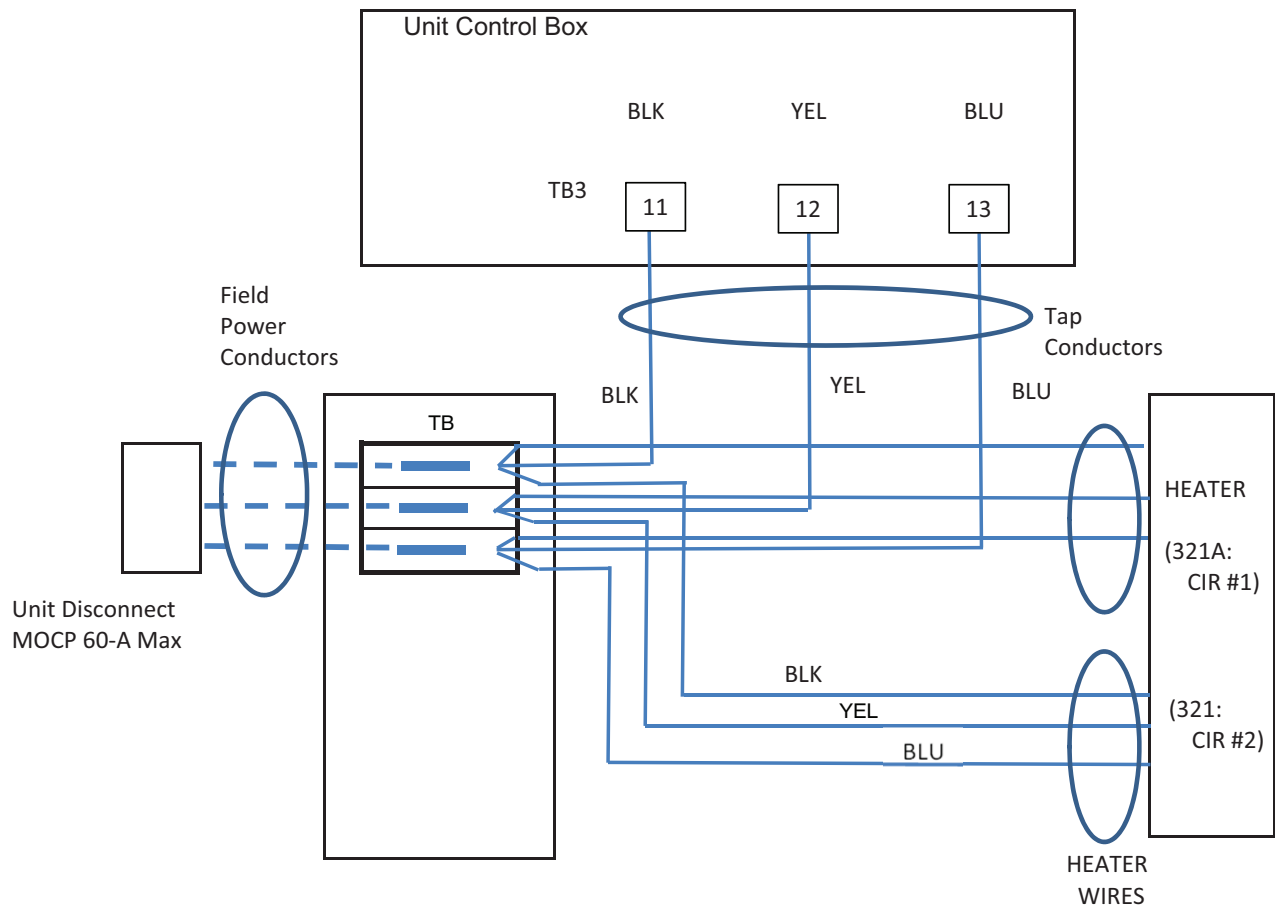 Unit Control Box
BLK YEL BLU
TB3 11 12 13
Field
Power
Conductors
Tap
Conductors
BLK YEL BLU
TB
HEATER
(321A:
CIR #1)
Unit Disconnect
MOCP 60-A Max
BLK
YEL
BLU
(321:
CIR #2)
HEATER
WIRES